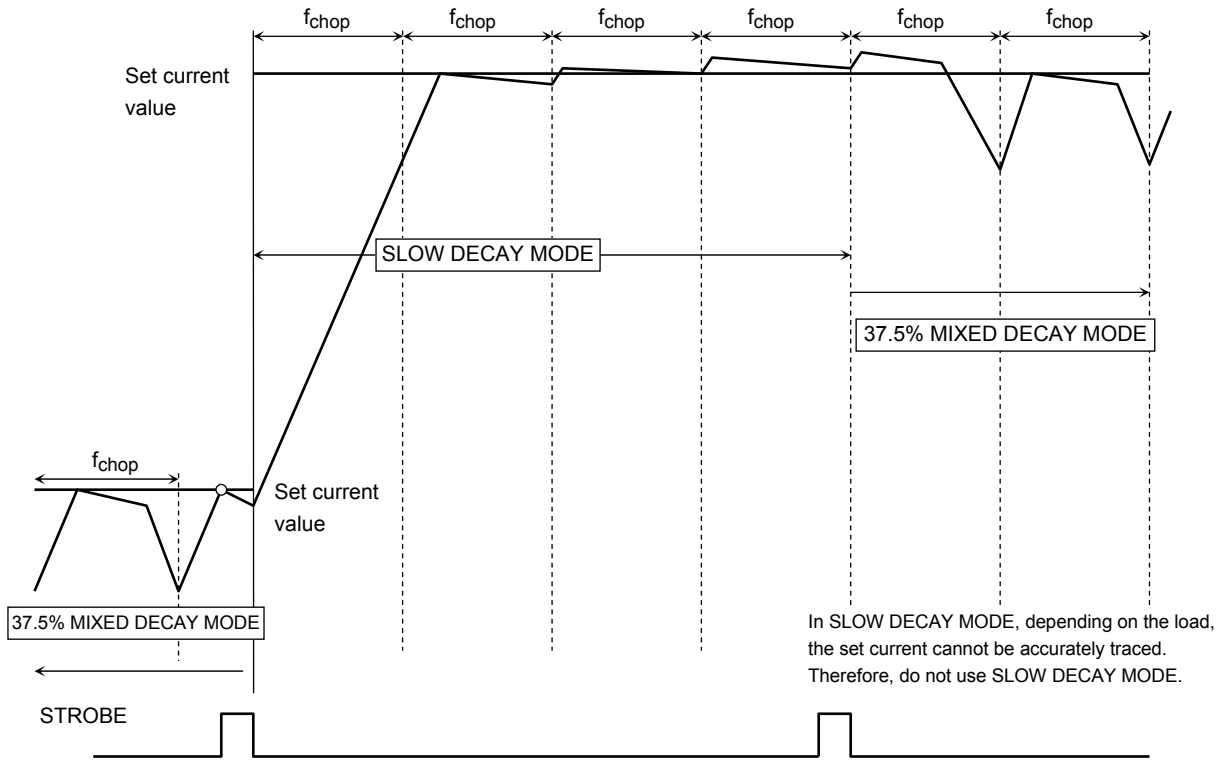 fchop fchop fchop fchop fchop fchop
Set current
value
SLOW DECAY MODE
37.5% MIXED DECAY MODE
fchop
Set current
value
37.5% MIXED DECAY MODE
In SLOW DECAY MODE, depending on the load,
the set current cannot be accurately traced.
Therefore, do not use SLOW DECAY MODE.
STROBE